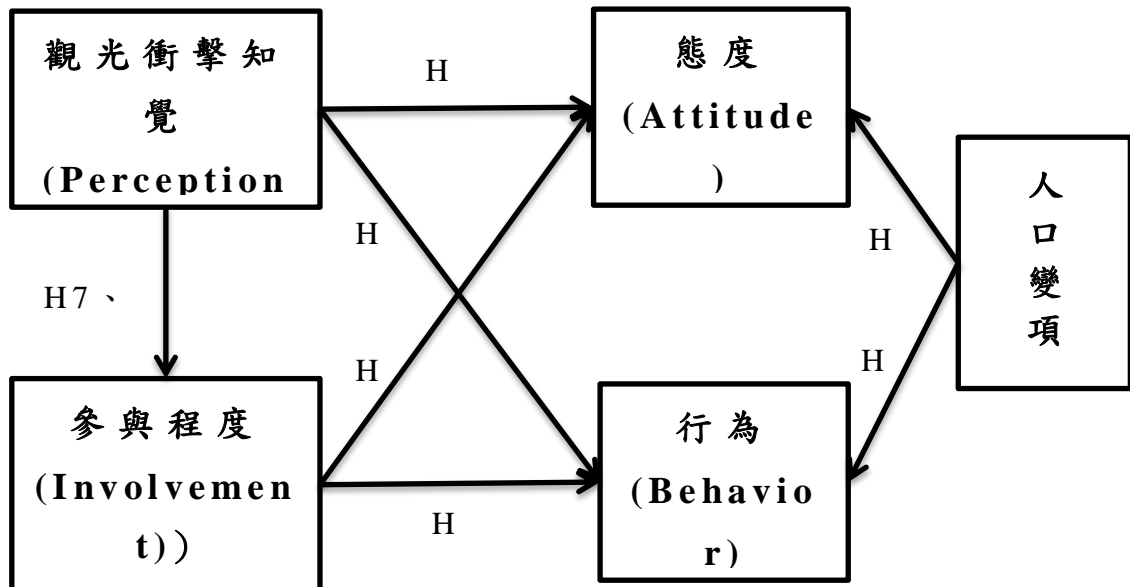 觀光衝擊知
覺
(Perception
H
態度
(Attitude
)
人
口
變
項
H
H
H7、
H
H
參與程度
(Involvemen
t)）
H
行為
(Behavio
r)